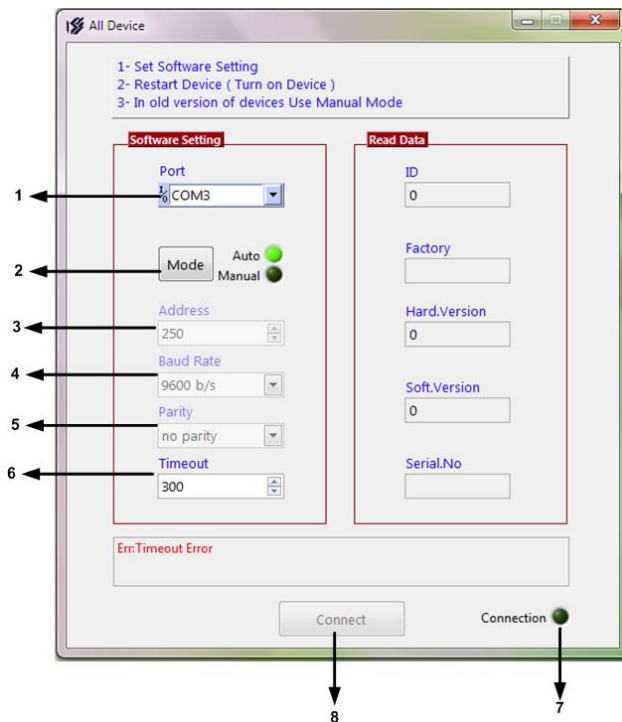 All Device
1- Set Software Setting
2- Restart Device ( Turn on Device )
3- In old version of devices Use Manual Mode
Software Setting
Port
COM3
Mode
Auto
Manual
Address
250
Baud Rate
9600 b/s
Parity
no parity
Timeout
300
Read Data
ID
0
Factory
Hard.Version
0
Soft.Version
0
Serial.No
Err:Timeout Error
Connect
Connection
1
2
3
4
5
6
7
8